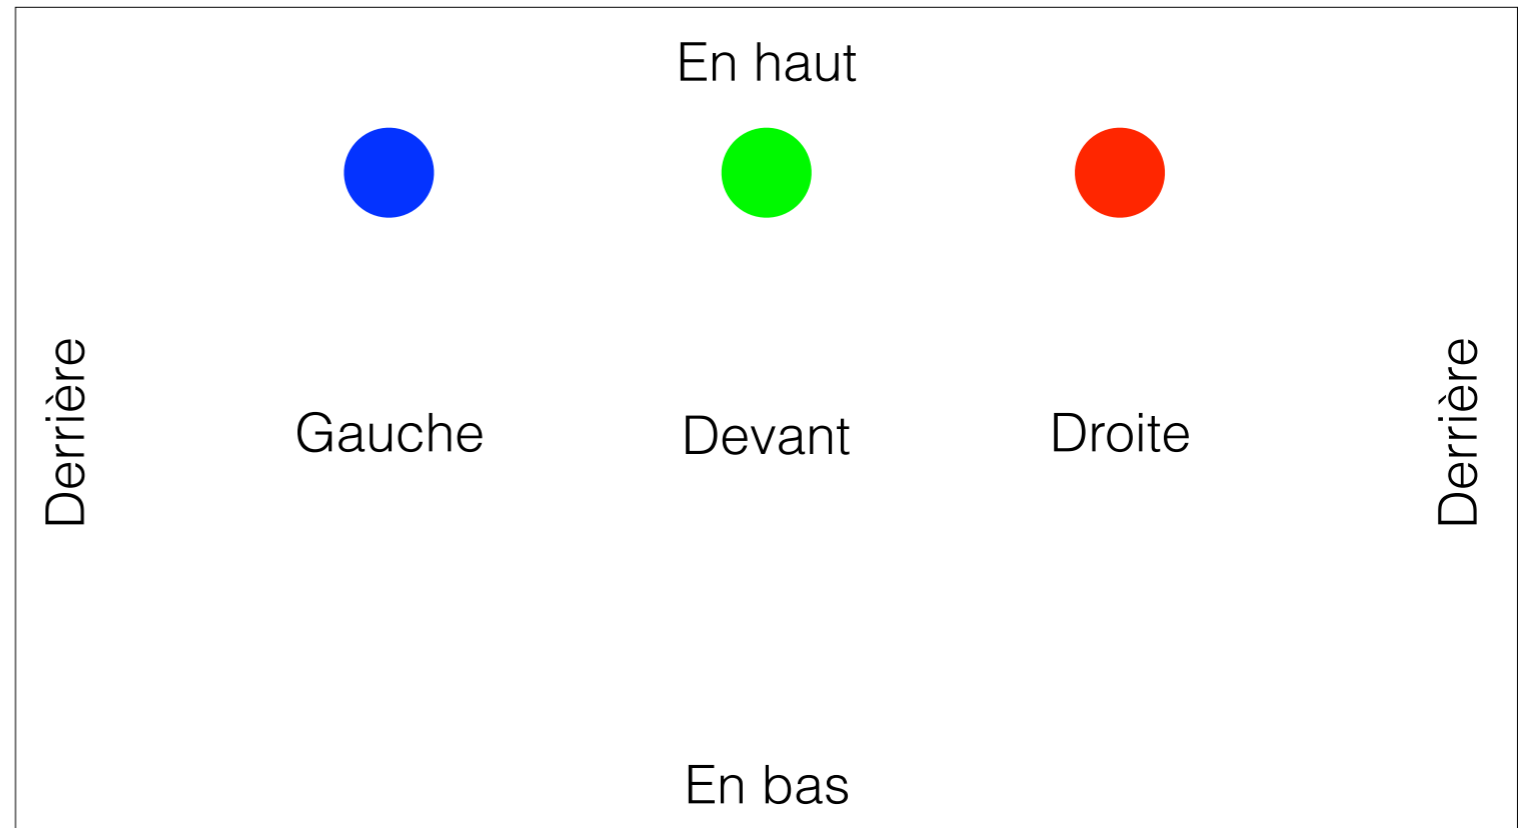 En haut
Derrière
Gauche
Devant
Droite
Derrière
En bas